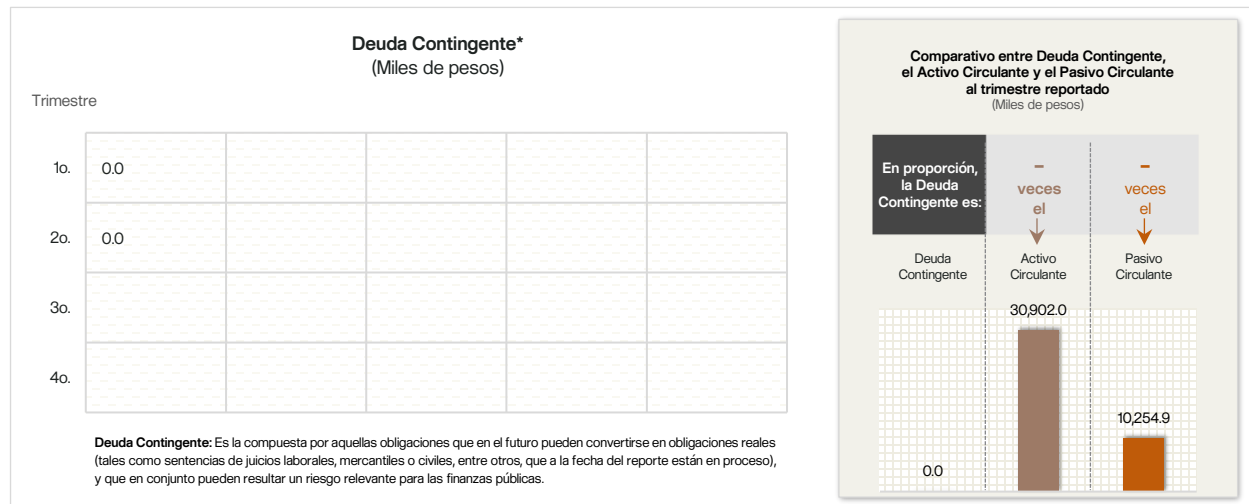 Deuda Contingente*
(Miles de pesos)
Trimestre
1o. 0.0
2o. 0.0
3o.
4o.
Deuda Contingente: Es la compuesta por aquellas obligaciones que en el futuro pueden convertirse en obligaciones reales
(tales como sentencias de juicios laborales, mercantiles o civiles, entre otros, que a la fecha del reporte están en proceso),
y que en conjunto pueden resultar un riesgo relevante para las finanzas públicas.
Comparativo entre Deuda Contingente,
el Activo Circulante y el Pasivo Circulante
al trimestre reportado
(Miles de pesos)
En proporción,
la Deuda
Contingente es:
–
veces
el
–
veces
el
Deuda
Contingente
Activo
Circulante
Pasivo
Circulante
0.0
30,902.0
10,254.9